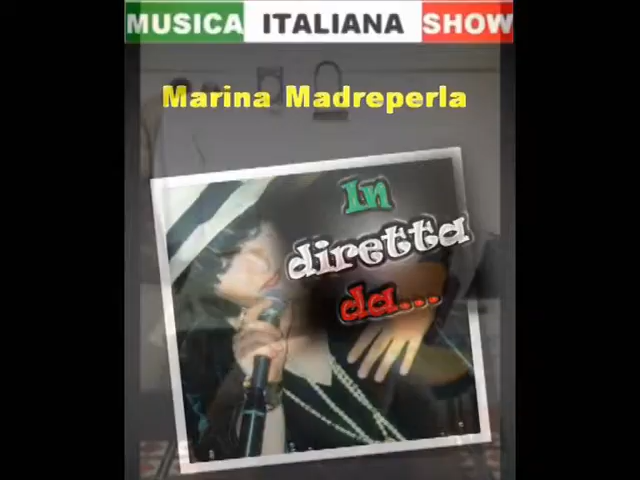 MUSICA ITALIANA SHOW
Marina Madreperla
In
diretta
da...